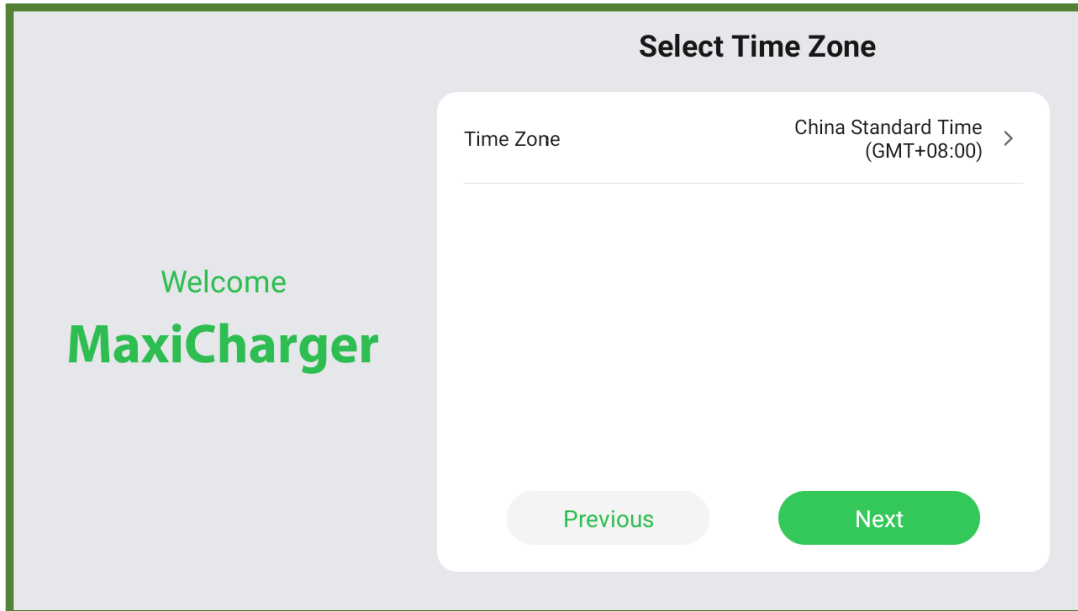 Select Time Zone
Time Zone
China Standard Time
(GMT+08:00)
Welcome
MaxiCharger
Previous
Next